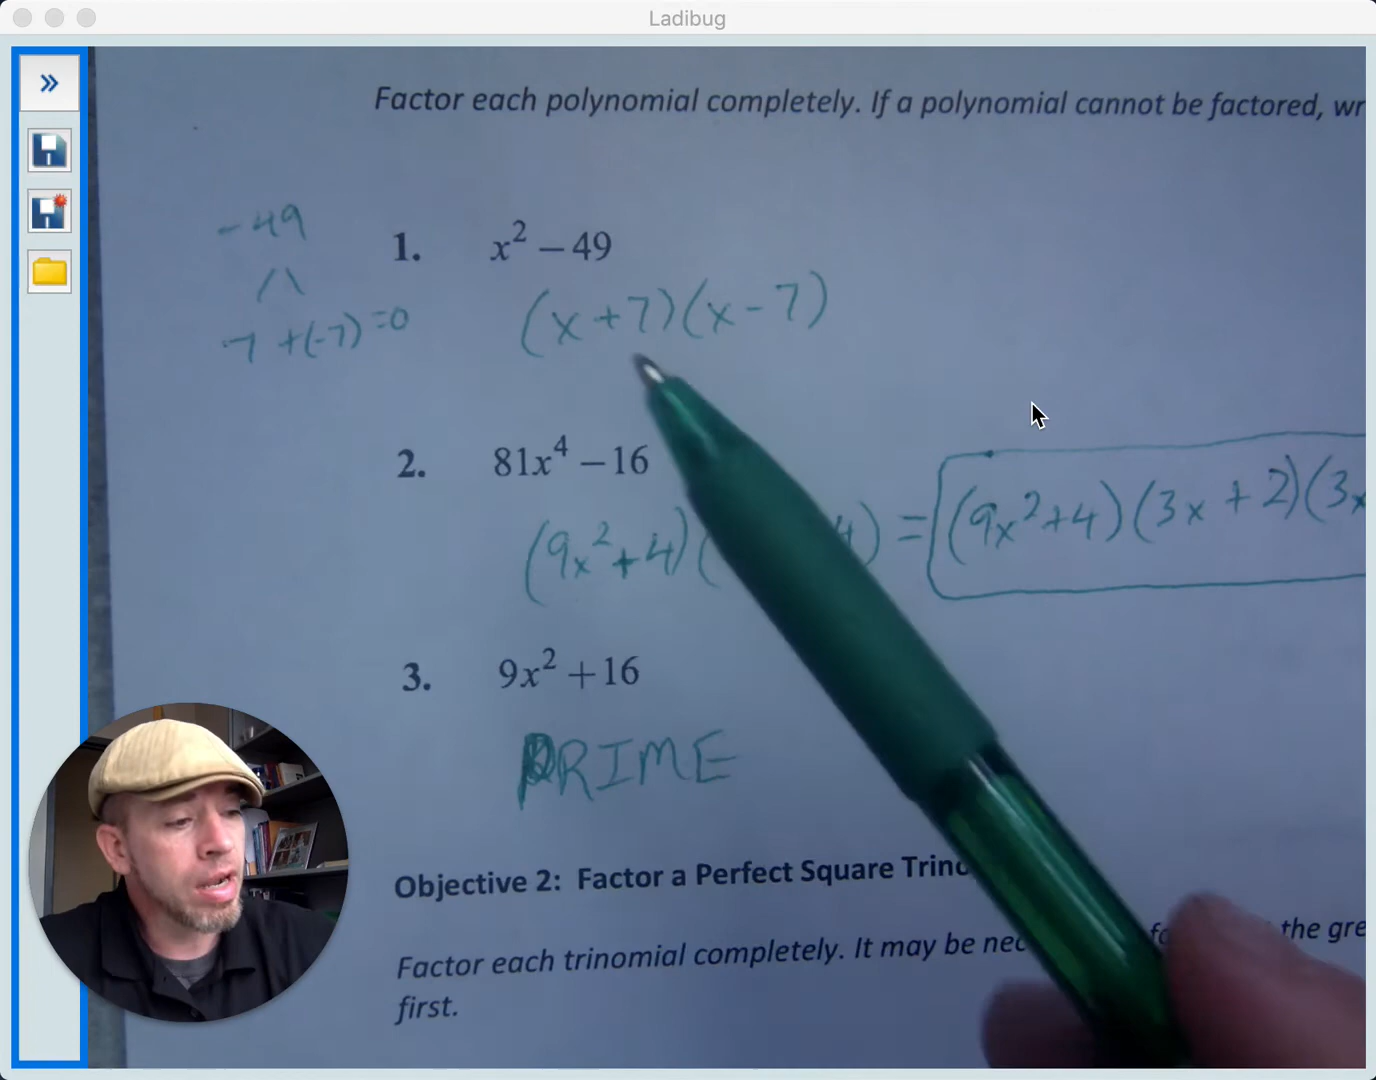 Ladibug
Factor each polynomial completely. If a polynomial cannot be factored, wr
-49
1. x² – 49
7 +(-7) =0
(x+7)(x-7)
2. 81x⁴ – 16
(9x²+4)( 4) = (9x²+4)(3x+2)(3x
3. 9x² + 16
PRIME
Objective 2: Factor a Perfect Square Trino
Factor each trinomial completely. It may be nec the gre
first.